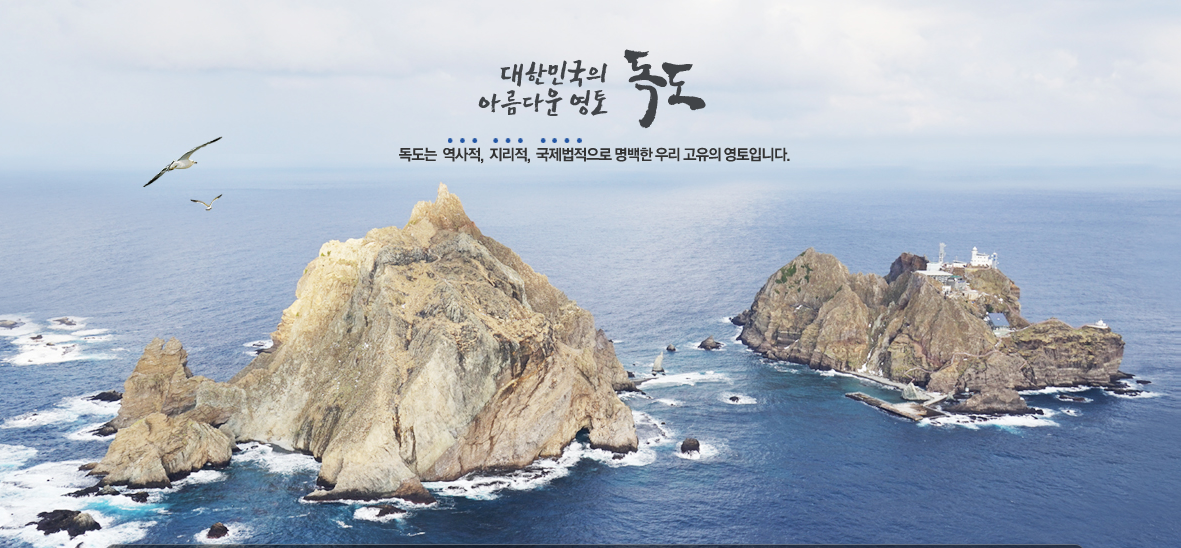 대한민국의
아름다운 영토
독도
독도는 역사적, 지리적, 국제법적으로 명백한 우리 고유의 영토입니다.